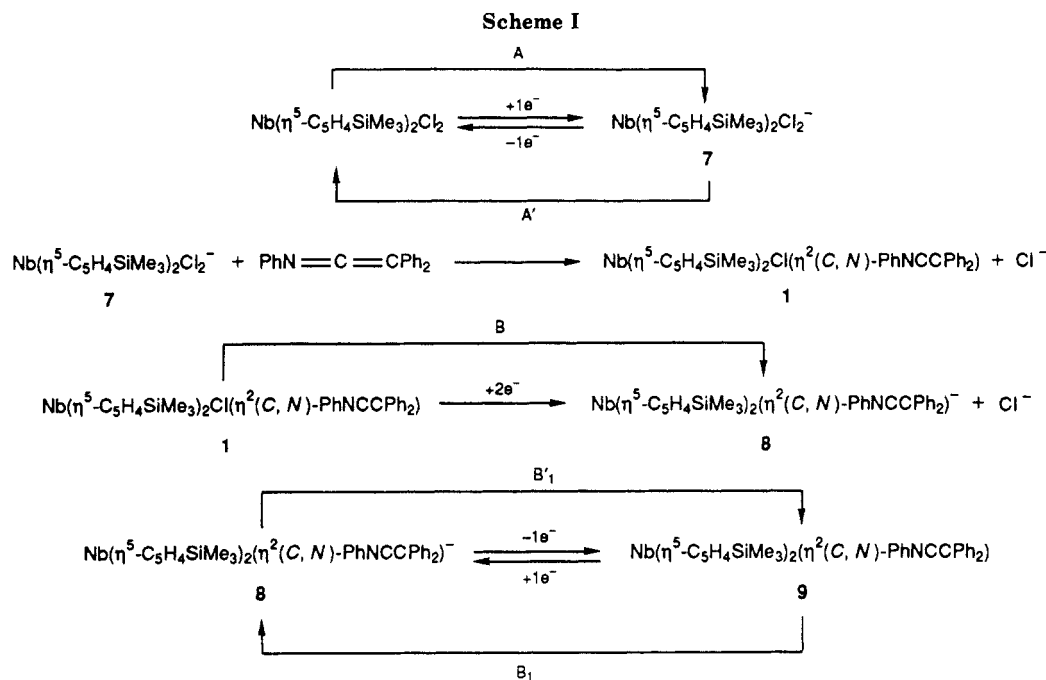 Scheme I
A
Nb(η⁵-C₅H₄SiMe₃)₂Cl₂ +1e⁻ Nb(η⁵-C₅H₄SiMe₃)₂Cl₂⁻
−1e⁻
7
A'
Nb(η⁵-C₅H₄SiMe₃)₂Cl₂⁻ + PhN=C=CPh₂ → Nb(η⁵-C₅H₄SiMe₃)₂Cl(η²(C, N)-PhNCCPh₂) + Cl⁻
7 1
B
Nb(η⁵-C₅H₄SiMe₃)₂Cl(η²(C, N)-PhNCCPh₂) +2e⁻ Nb(η⁵-C₅H₄SiMe₃)₂(η²(C, N)-PhNCCPh₂)⁻ + Cl⁻
1 8
B'₁
Nb(η⁵-C₅H₄SiMe₃)₂(η²(C, N)-PhNCCPh₂)⁻ −1e⁻ Nb(η⁵-C₅H₄SiMe₃)₂(η²(C, N)-PhNCCPh₂)
+1e⁻
8 9
B₁